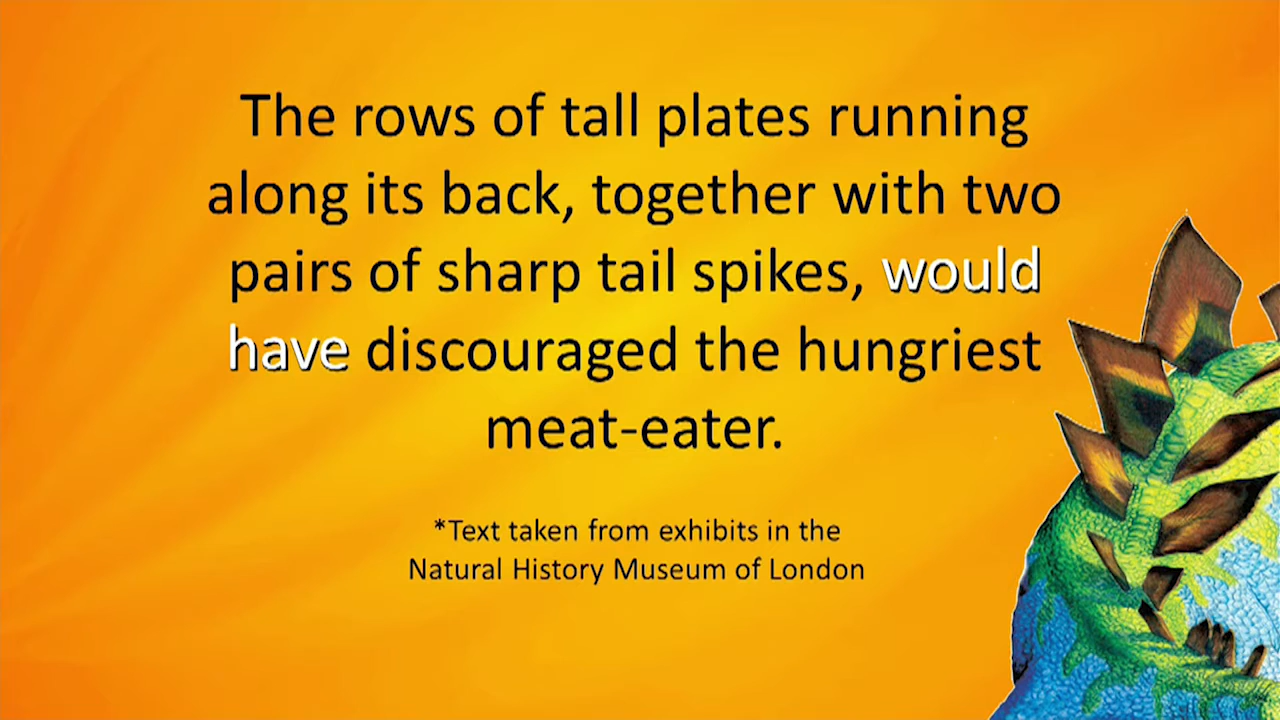 The rows of tall plates running
along its back, together with two
pairs of sharp tail spikes, would
have discouraged the hungriest
meat-eater.
*Text taken from exhibits in the
Natural History Museum of London